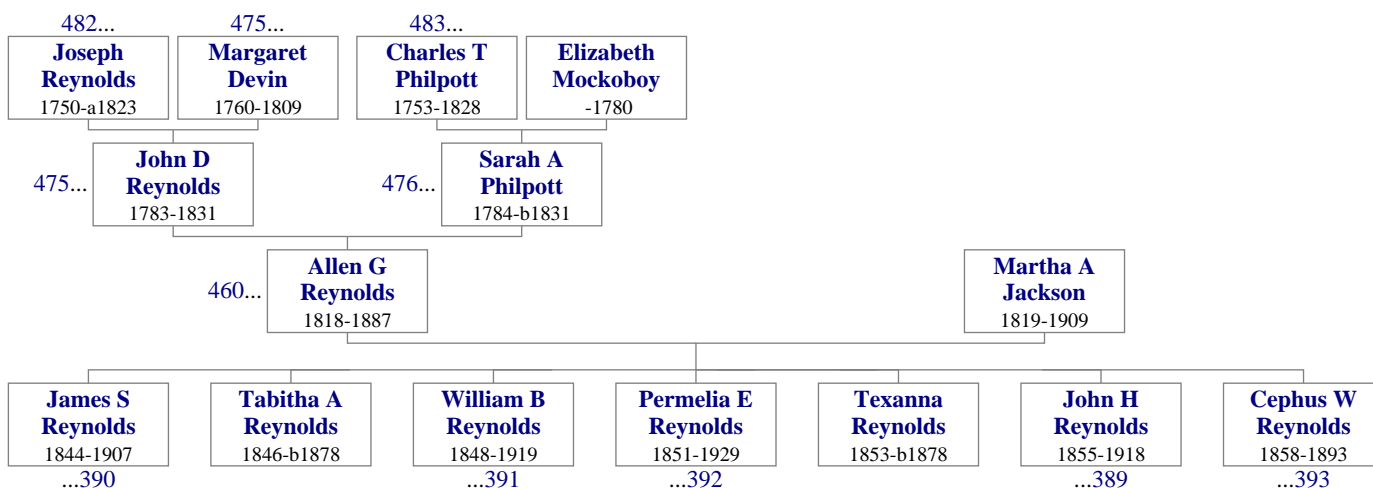 482... 475... 483...
Joseph Margaret Charles T Elizabeth
Reynolds Devin Philpott Mockoboy
1750-a1823 1760-1809 1753-1828 -1780
John D Sarah A
475... Reynolds 476... Philpott
1783-1831 1784-b1831
Allen G Martha A
460... Reynolds Jackson
1818-1887 1819-1909
James S Tabitha A William B Permelia E Texanna John H Cephus W
Reynolds Reynolds Reynolds Reynolds Reynolds Reynolds Reynolds
1844-1907 1846-b1878 1848-1919 1851-1929 1853-b1878 1855-1918 1858-1893
...390 ...391 ...392 ...389 ...393